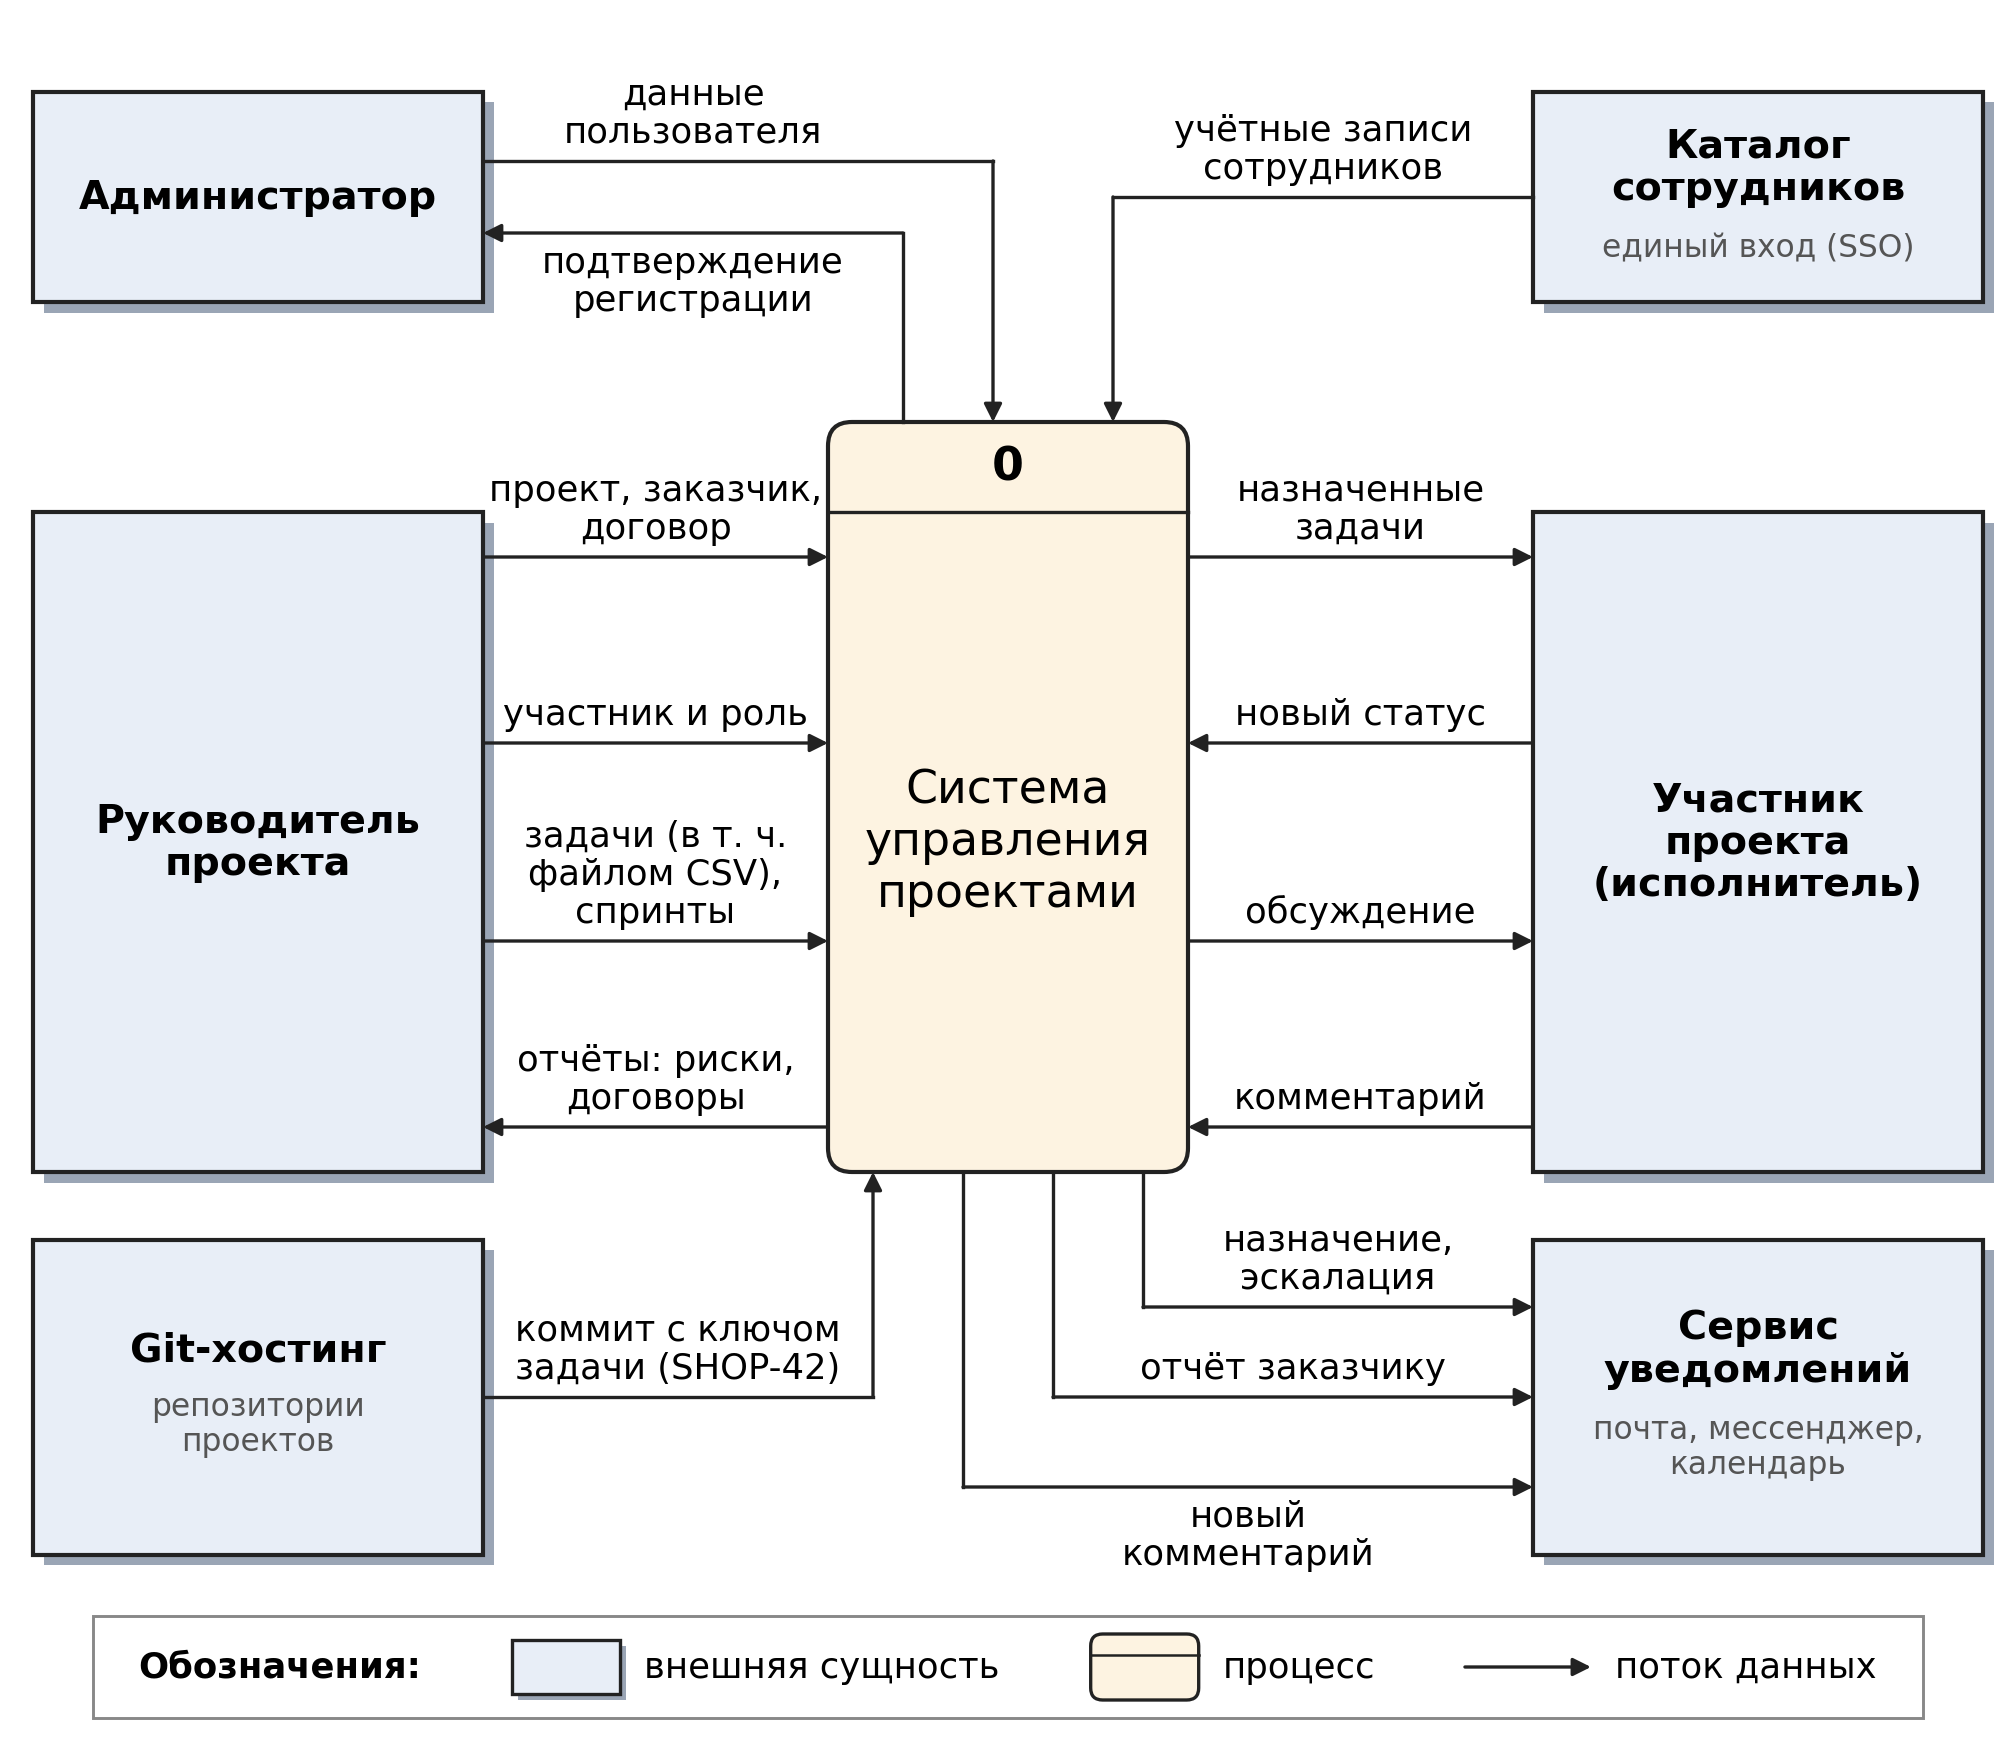 данные
пользователя
Администратор
подтверждение
регистрации
учётные записи
сотрудников
Каталог
сотрудников
единый вход (SSO)
0
проект, заказчик,
договор
участник и роль
Руководитель
проекта
задачи (в т. ч.
файлом CSV),
спринты
отчёты: риски,
договоры
Система
управления
проектами
назначенные
задачи
новый статус
Участник
проекта
(исполнитель)
обсуждение
комментарий
Git-хостинг
репозитории
проектов
коммит с ключом
задачи (SHOP-42)
назначение,
эскалация
отчёт заказчику
новый
комментарий
Сервис
уведомлений
почта, мессенджер,
календарь
Обозначения:
внешняя сущность
процесс
поток данных